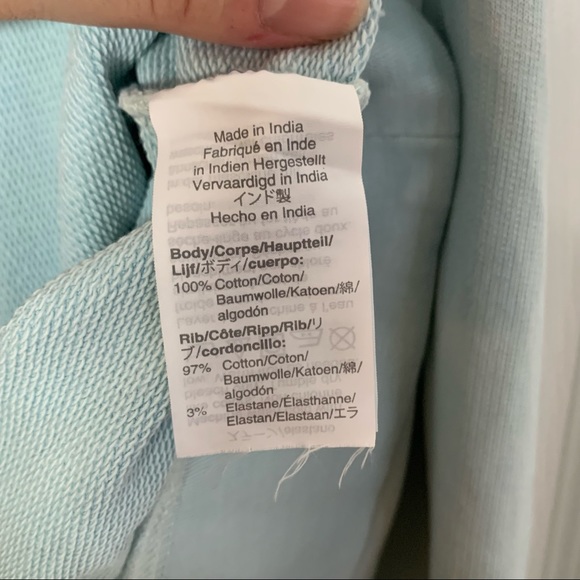 Made in India
Fabriqué en Inde
in Indien Hergestellt
Vervaardigd in India
インド製
Hecho en India
Body/Corps/Hauptteil/
Lijf/ボディ/cuerpo:
100% Cotton/Coton/
Baumwolle/Katoen/綿/
algodón
Rib/Côte/Ripp/Rib/リ
ブ/cordoncillo:
97% Cotton/Coton/
Baumwolle/Katoen/綿/
algodón
3% Elastane/Élasthanne/
Elastan/Elastaan/エラ